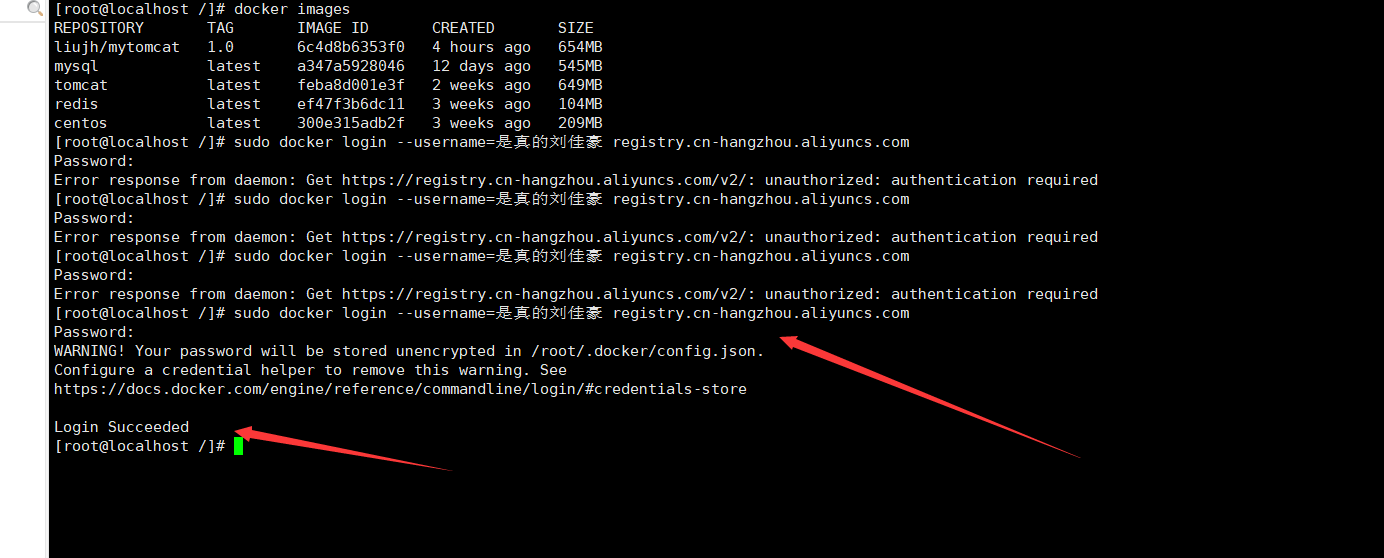 [root@localhost /]# docker images
REPOSITORY TAG IMAGE ID CREATED SIZE
liujh/mytomcat 1.0 6c4d8b6353f0 4 hours ago 654MB
mysql latest a347a5928046 12 days ago 545MB
tomcat latest feba8d001e3f 2 weeks ago 649MB
redis latest ef47f3b6dc11 3 weeks ago 104MB
centos latest 300e315adb2f 3 weeks ago 209MB
[root@localhost /]# sudo docker login --username=是真的刘佳豪 registry.cn-hangzhou.aliyuncs.com
Password:
Error response from daemon: Get https://registry.cn-hangzhou.aliyuncs.com/v2/: unauthorized: authentication required
[root@localhost /]# sudo docker login --username=是真的刘佳豪 registry.cn-hangzhou.aliyuncs.com
Password:
Error response from daemon: Get https://registry.cn-hangzhou.aliyuncs.com/v2/: unauthorized: authentication required
[root@localhost /]# sudo docker login --username=是真的刘佳豪 registry.cn-hangzhou.aliyuncs.com
Password:
Error response from daemon: Get https://registry.cn-hangzhou.aliyuncs.com/v2/: unauthorized: authentication required
[root@localhost /]# sudo docker login --username=是真的刘佳豪 registry.cn-hangzhou.aliyuncs.com
Password:
WARNING! Your password will be stored unencrypted in /root/.docker/config.json.
Configure a credential helper to remove this warning. See
https://docs.docker.com/engine/reference/commandline/login/#credentials-store
Login Succeeded
[root@localhost /]#